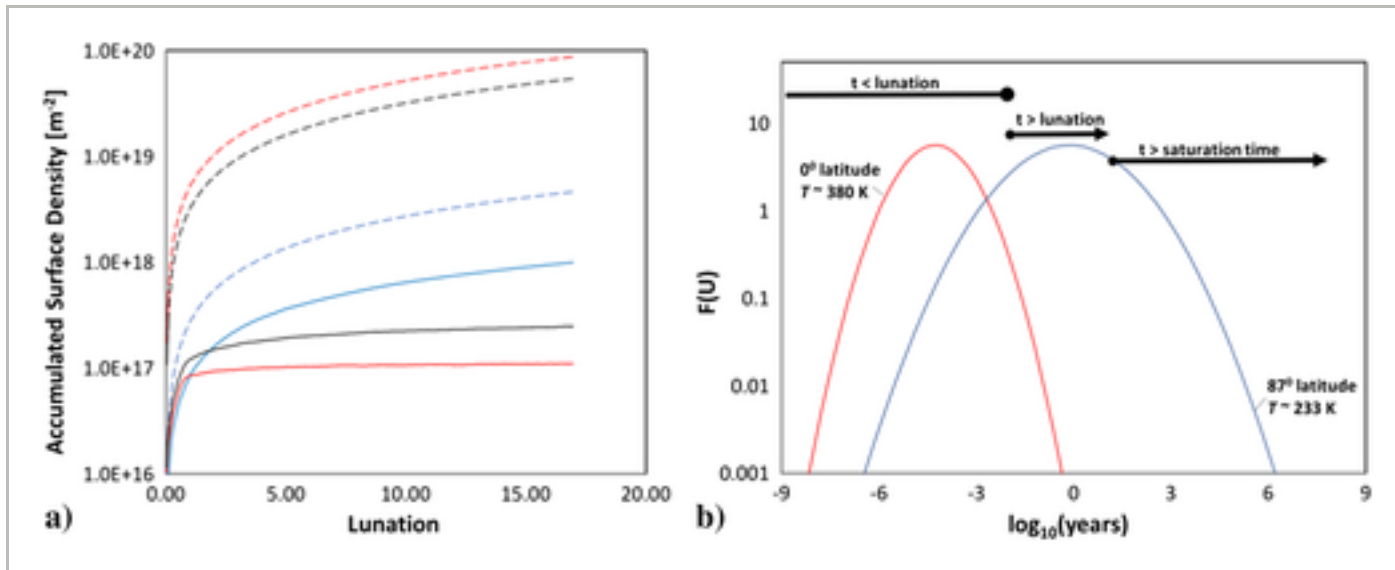 Accumulated Surface Density [m⁻²]
1.0E+20
1.0E+19
1.0E+18
1.0E+17
1.0E+16
0.00 5.00 10.00 15.00 20.00
Lunation
a)
F(U)
10
1
0.1
0.01
0.001
t < lunation
t > lunation
t > saturation time
0⁰ latitude
T ~ 380 K
87⁰ latitude
T ~ 233 K
-9 -6 -3 0 3 6 9
log₁₀(years)
b)